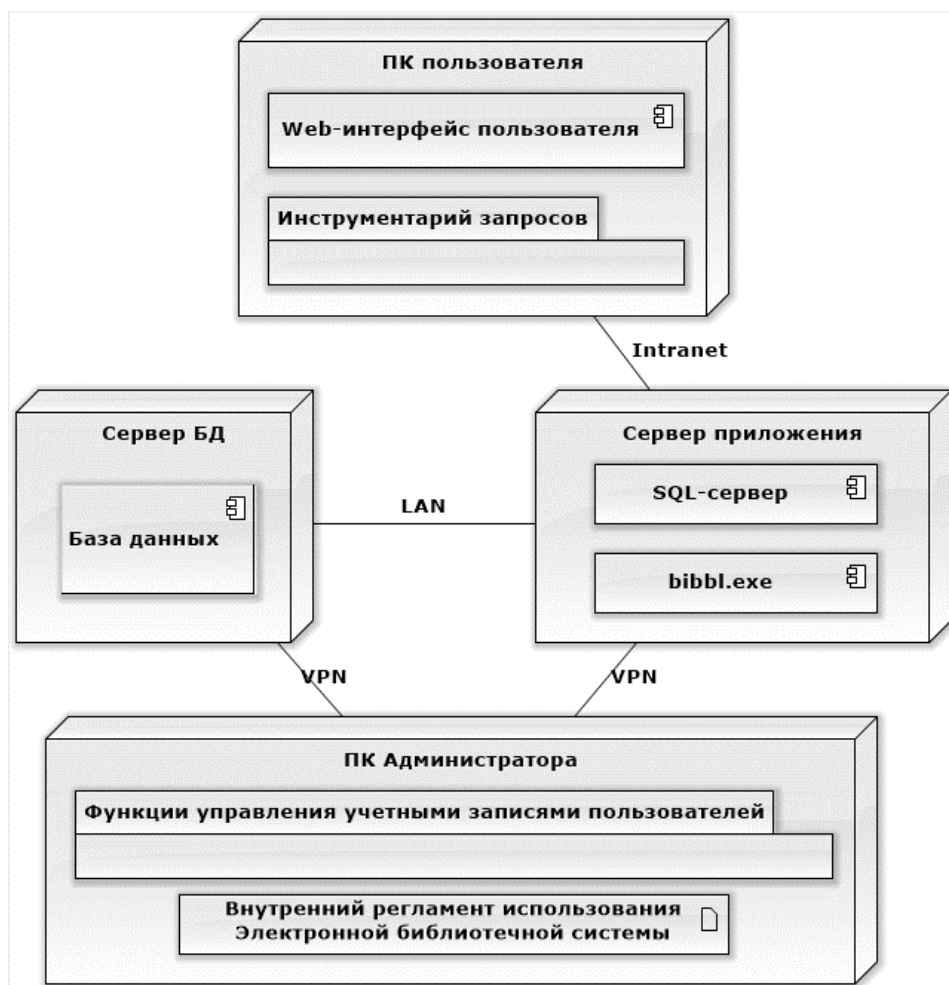 ПК пользователя
Web-интерфейс пользователя
Инструментарий запросов
Intranet
Сервер БД
База данных
LAN
Сервер приложения
SQL-сервер
bibbl.exe
VPN
VPN
ПК Администратора
Функции управления учетными записями пользователей
Внутренний регламент использования
Электронной библиотечной системы